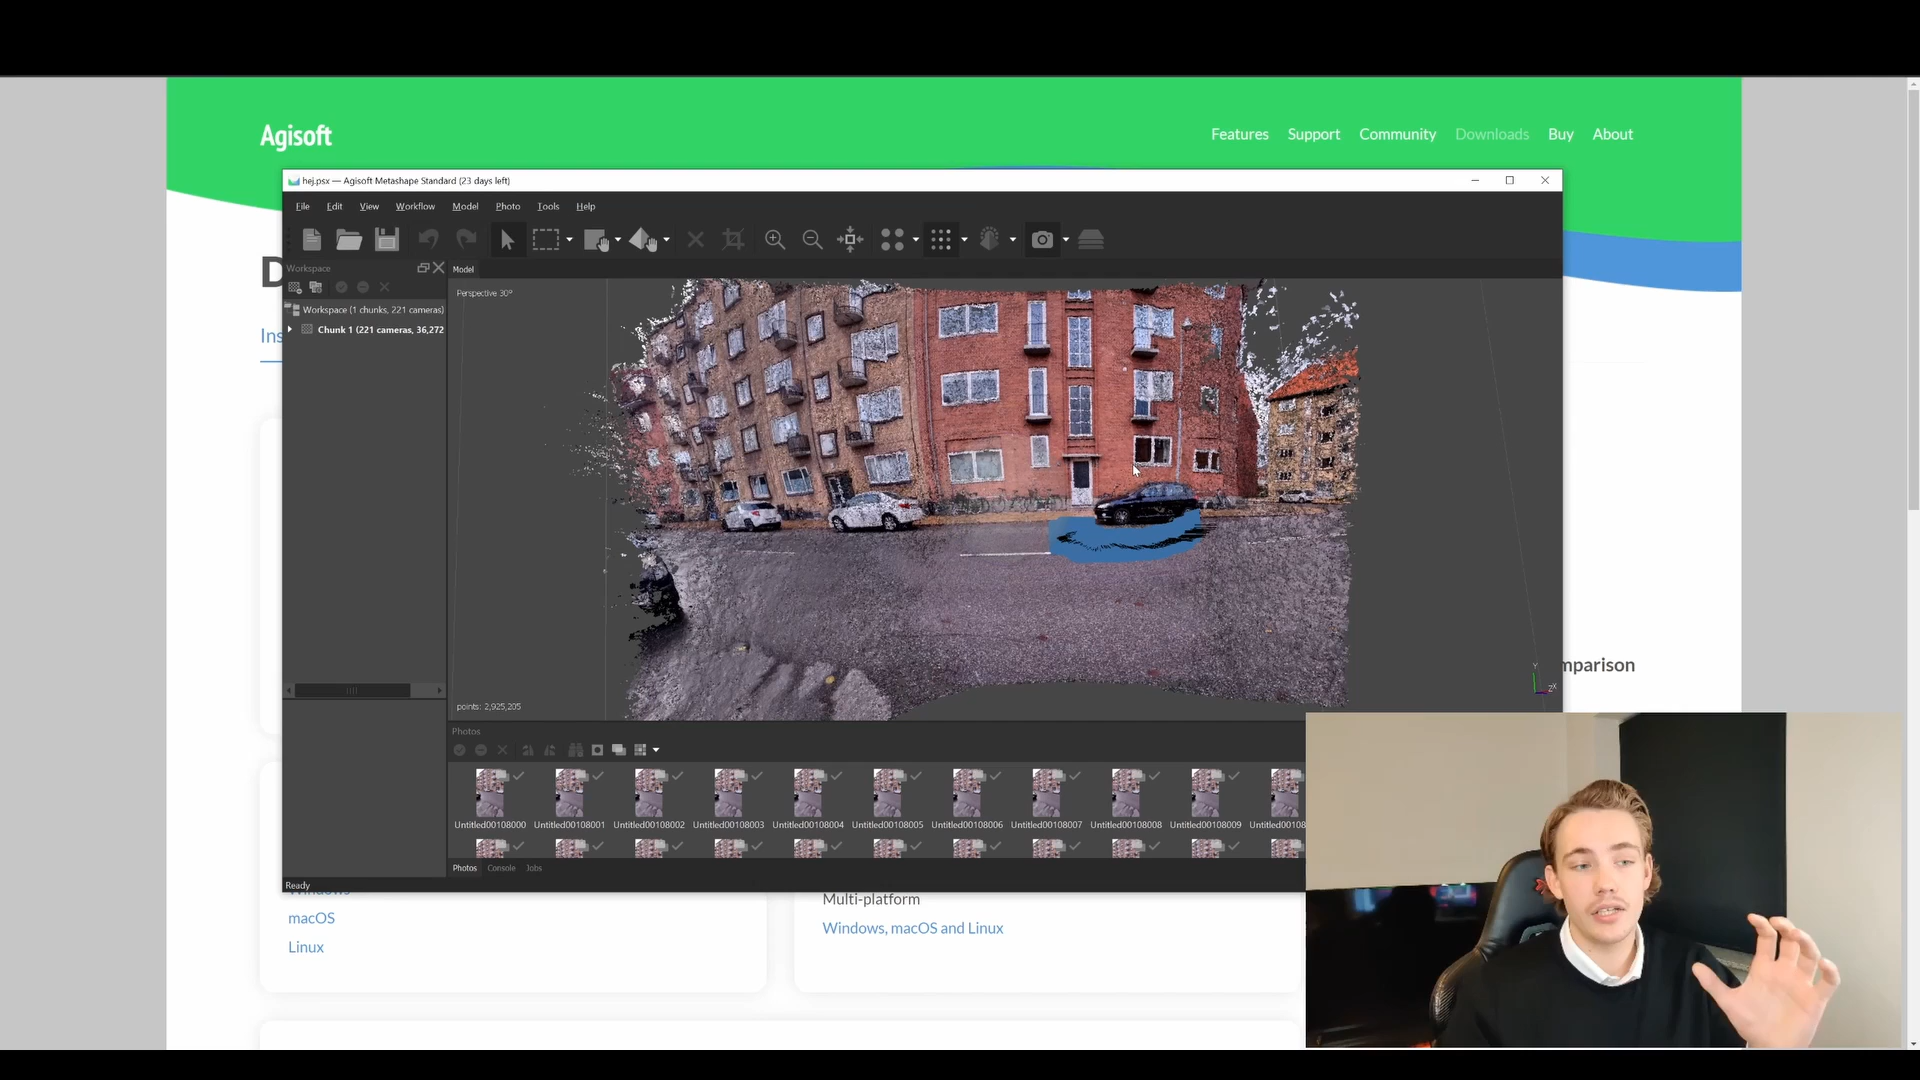 Agisoft
Features Support Community Downloads Buy About
hej.psx — Agisoft Metashape Standard (23 days left)
File Edit View Workflow Model Photo Tools Help
D
Workspace
Model
Perspective 30°
Workspace (1 chunks, 221 cameras)
Chunk 1 (221 cameras, 36,272
Ins
mparison
Y
X
Z
points: 2,925,205
Photos
Untitled00108000 Untitled00108001 Untitled00108002 Untitled00108003 Untitled00108004 Untitled00108005 Untitled00108006 Untitled00108007 Untitled00108008 Untitled00108009 Untitled00108
Photos Console Jobs
Ready
Windows
macOS
Linux
Multi-platform
Windows, macOS and Linux